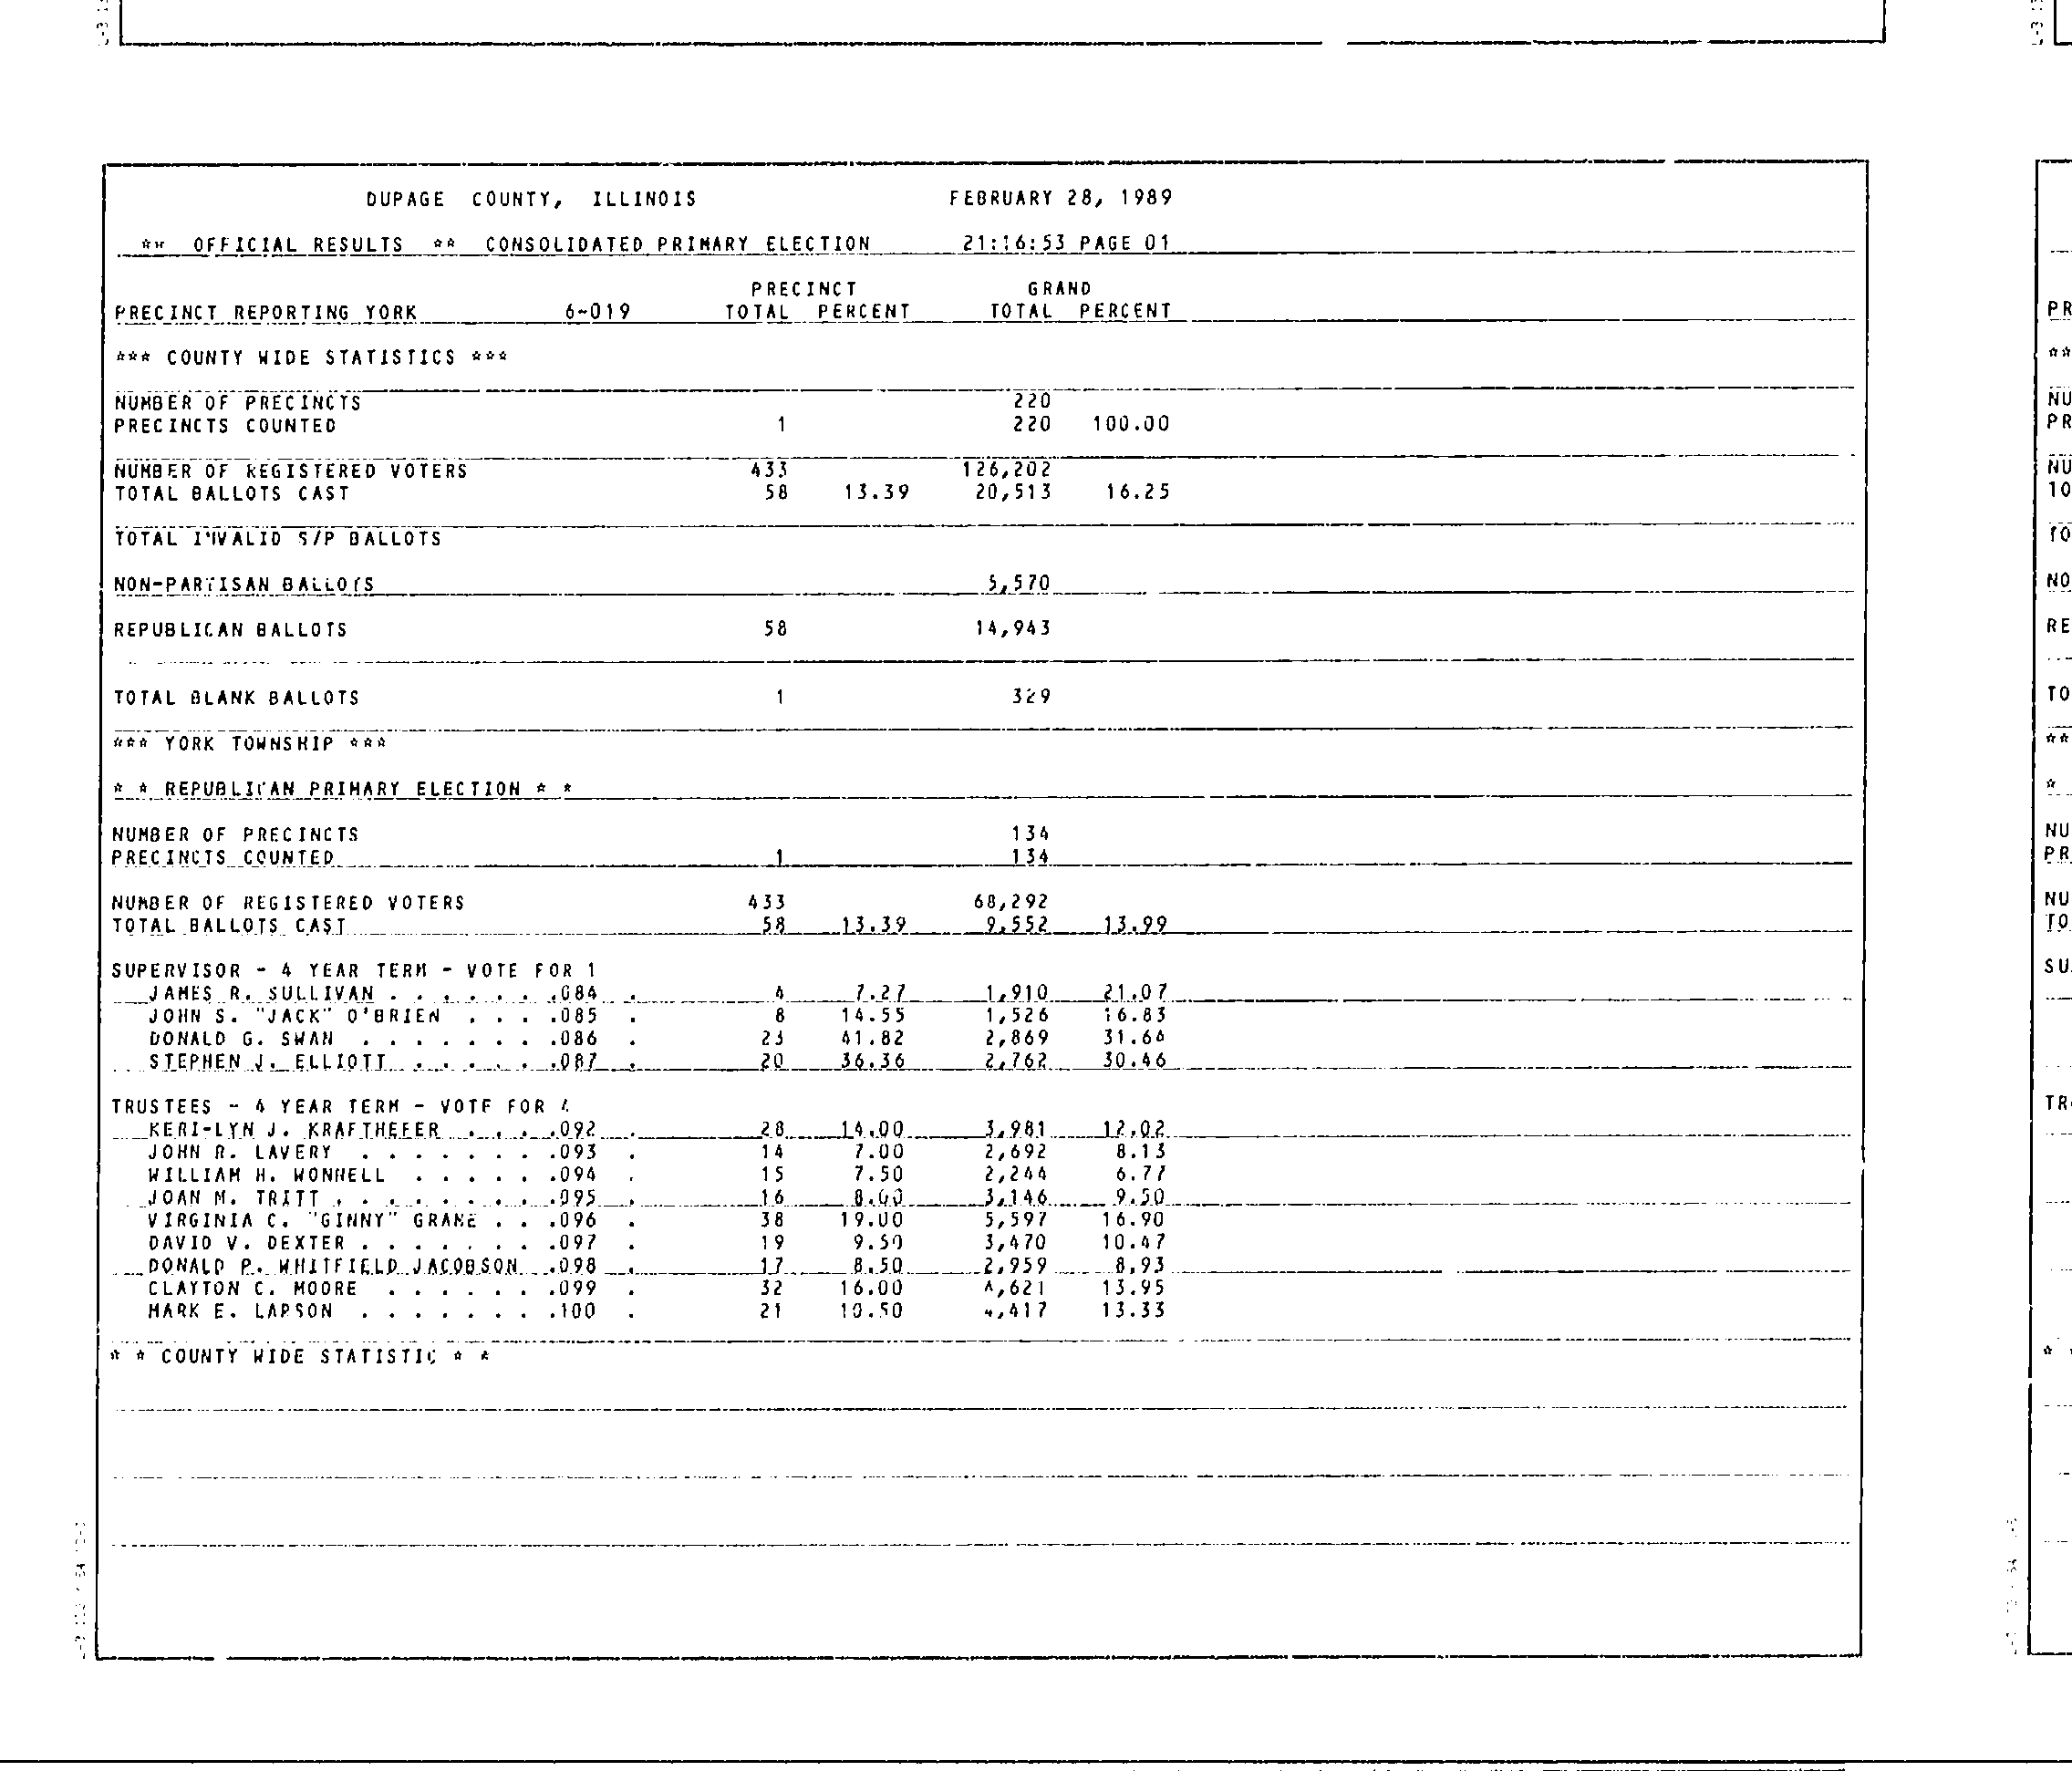 DUPAGE COUNTY, ILLINOIS FEBRUARY 28, 1989
** OFFICIAL RESULTS ** CONSOLIDATED PRIMARY ELECTION 21:16:53 PAGE 01
PRECINCT GRAND
PRECINCT REPORTING YORK 6-019 TOTAL PERCENT TOTAL PERCENT
*** COUNTY WIDE STATISTICS ***
NUMBER OF PRECINCTS 220
PRECINCTS COUNTED 1 220 100.00
NUMBER OF REGISTERED VOTERS 433 126,202
TOTAL BALLOTS CAST 58 13.39 20,513 16.25
TOTAL INVALID S/P BALLOTS
NON-PARTISAN BALLOTS 5,570
REPUBLICAN BALLOTS 58 14,943
TOTAL BLANK BALLOTS 1 329
*** YORK TOWNSHIP ***
* * REPUBLICAN PRIMARY ELECTION * *
NUMBER OF PRECINCTS 134
PRECINCTS COUNTED 1 134
NUMBER OF REGISTERED VOTERS 433 68,292
TOTAL BALLOTS CAST 58 13.39 9,552 13.99
SUPERVISOR - 4 YEAR TERM - VOTE FOR 1
JAMES R. SULLIVAN . . . . . . .084 . 4 7.27 1,910 21.07
JOHN S. "JACK" O'BRIEN . . . .085 . 8 14.55 1,526 16.83
DONALD G. SWAN . . . . . . . .086 . 23 41.82 2,869 31.64
STEPHEN J. ELLIOTT . . . . . .087 . 20 36.36 2,762 30.46
TRUSTEES - 4 YEAR TERM - VOTE FOR 4
KERI-LYN J. KRAFTHEFER . . . .092 . 28 14.00 3,981 12.02
JOHN R. LAVERY . . . . . . . .093 . 14 7.00 2,692 8.13
WILLIAM H. WONNELL . . . . . .094 . 15 7.50 2,244 6.77
JOAN M. TRITT . . . . . . . . .095 . 16 8.00 3,146 9.50
VIRGINIA C. "GINNY" GRANE . . .096 . 38 19.00 5,597 16.90
DAVID V. DEXTER . . . . . . . .097 . 19 9.50 3,470 10.47
DONALD P. WHITFIELD JACOBSON .098 . 17 8.50 2,959 8.93
CLAYTON C. MOORE . . . . . . .099 . 32 16.00 4,621 13.95
MARK E. LARSON . . . . . . . .100 . 21 10.50 4,417 13.33
* * COUNTY WIDE STATISTIC * *